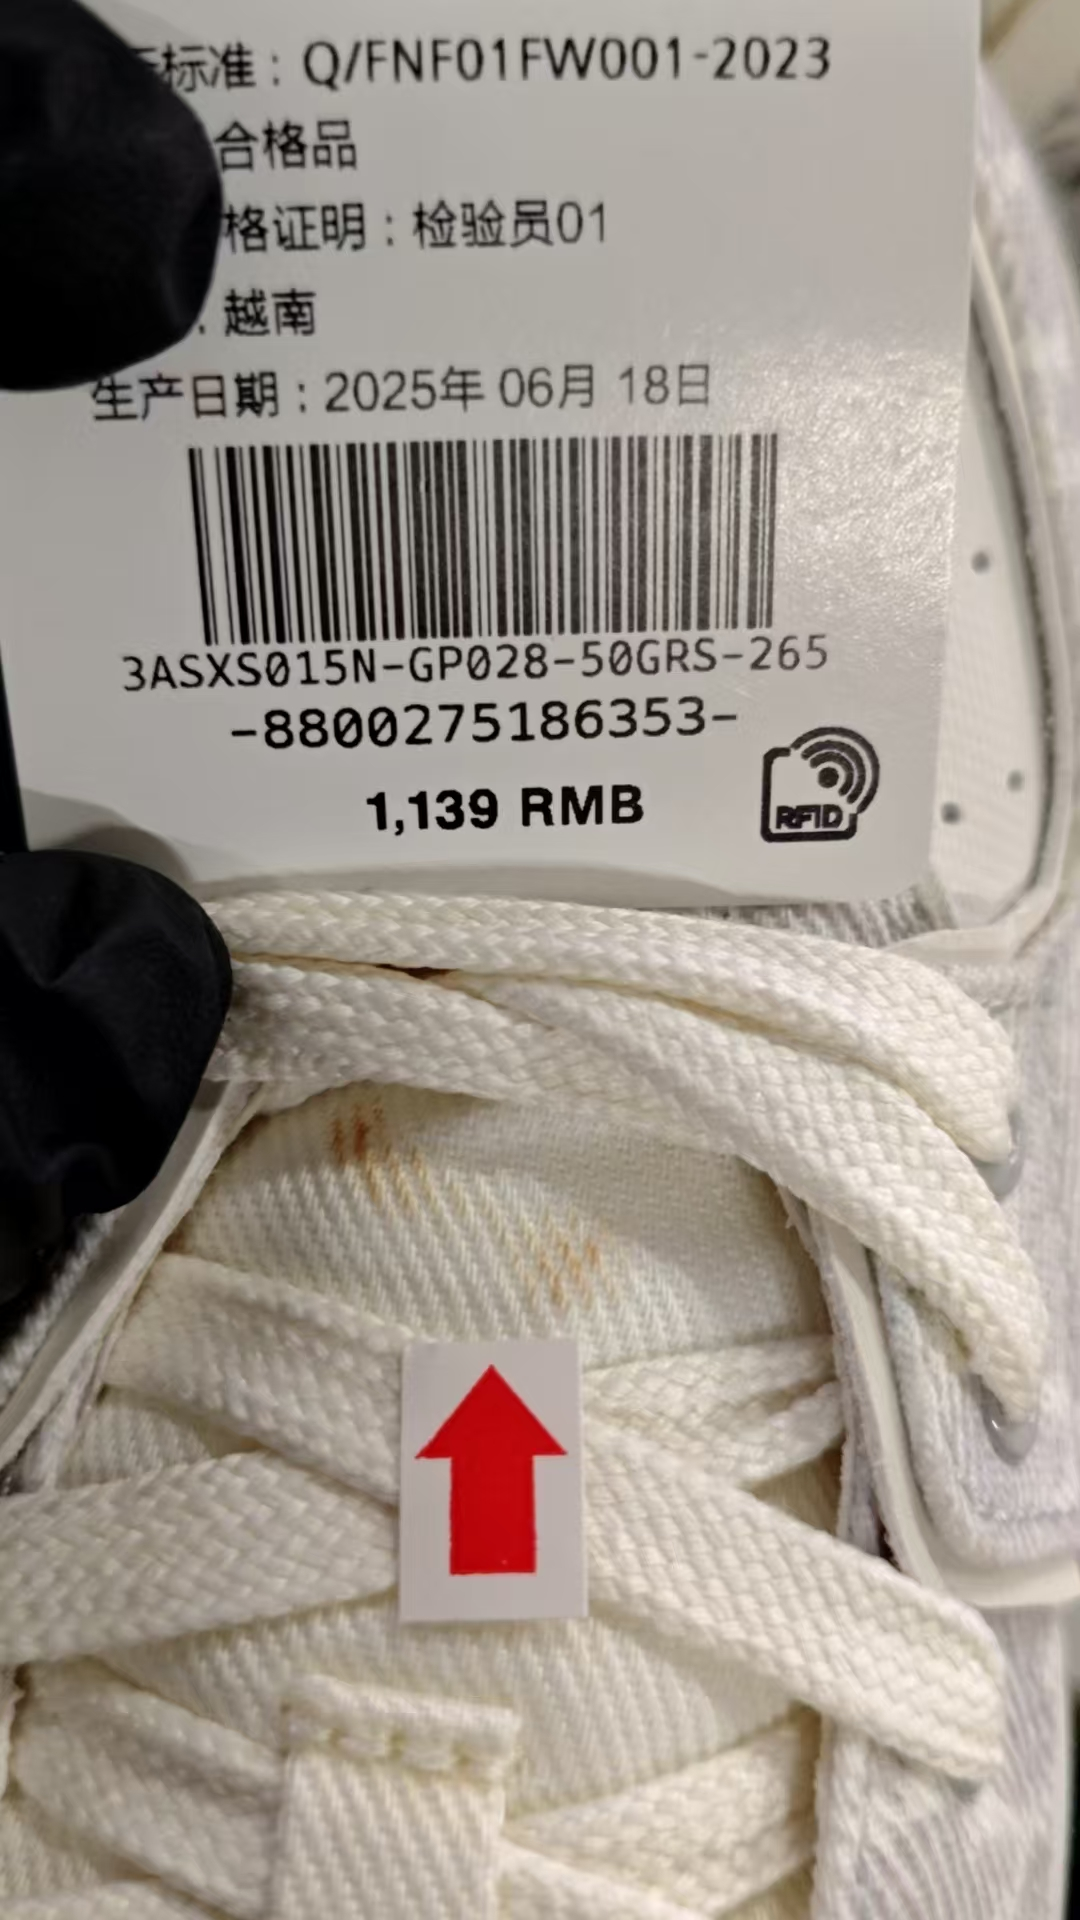 标准：Q/FNF01FW001-2023
合格品
格证明：检验员01
越南
生产日期：2025年 06月 18日
3ASXS015N-GP028-50GRS-265
-8800275186353-
1,139 RMB
RFID